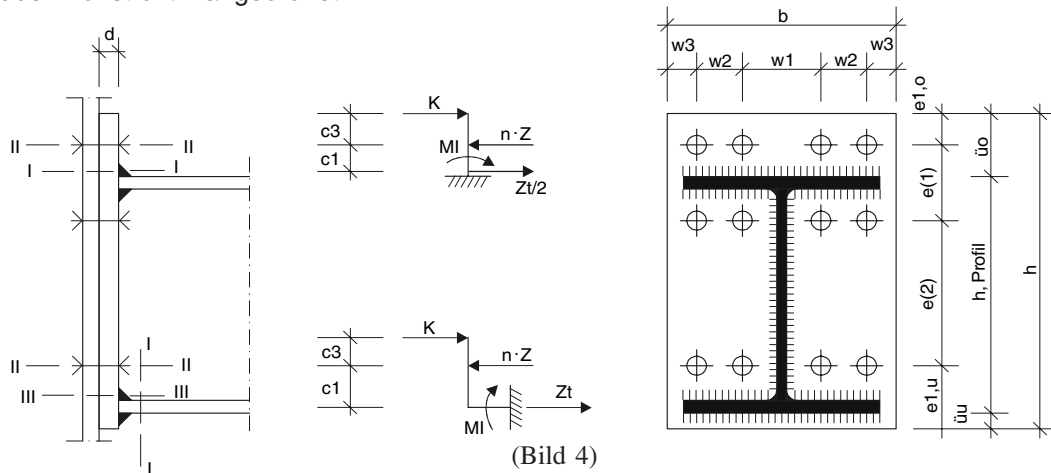 d
II
II
I
I
II
II
III
III
I
I
K
c3
n·Z
MI
c1
Zt/2
K
c3
n·Z
c1
Zt
MI
(Bild 4)
b
w3
w2
w1
w2
w3
e1,o
üo
e(1)
e(2)
h, Profil
h
e1,u
üu